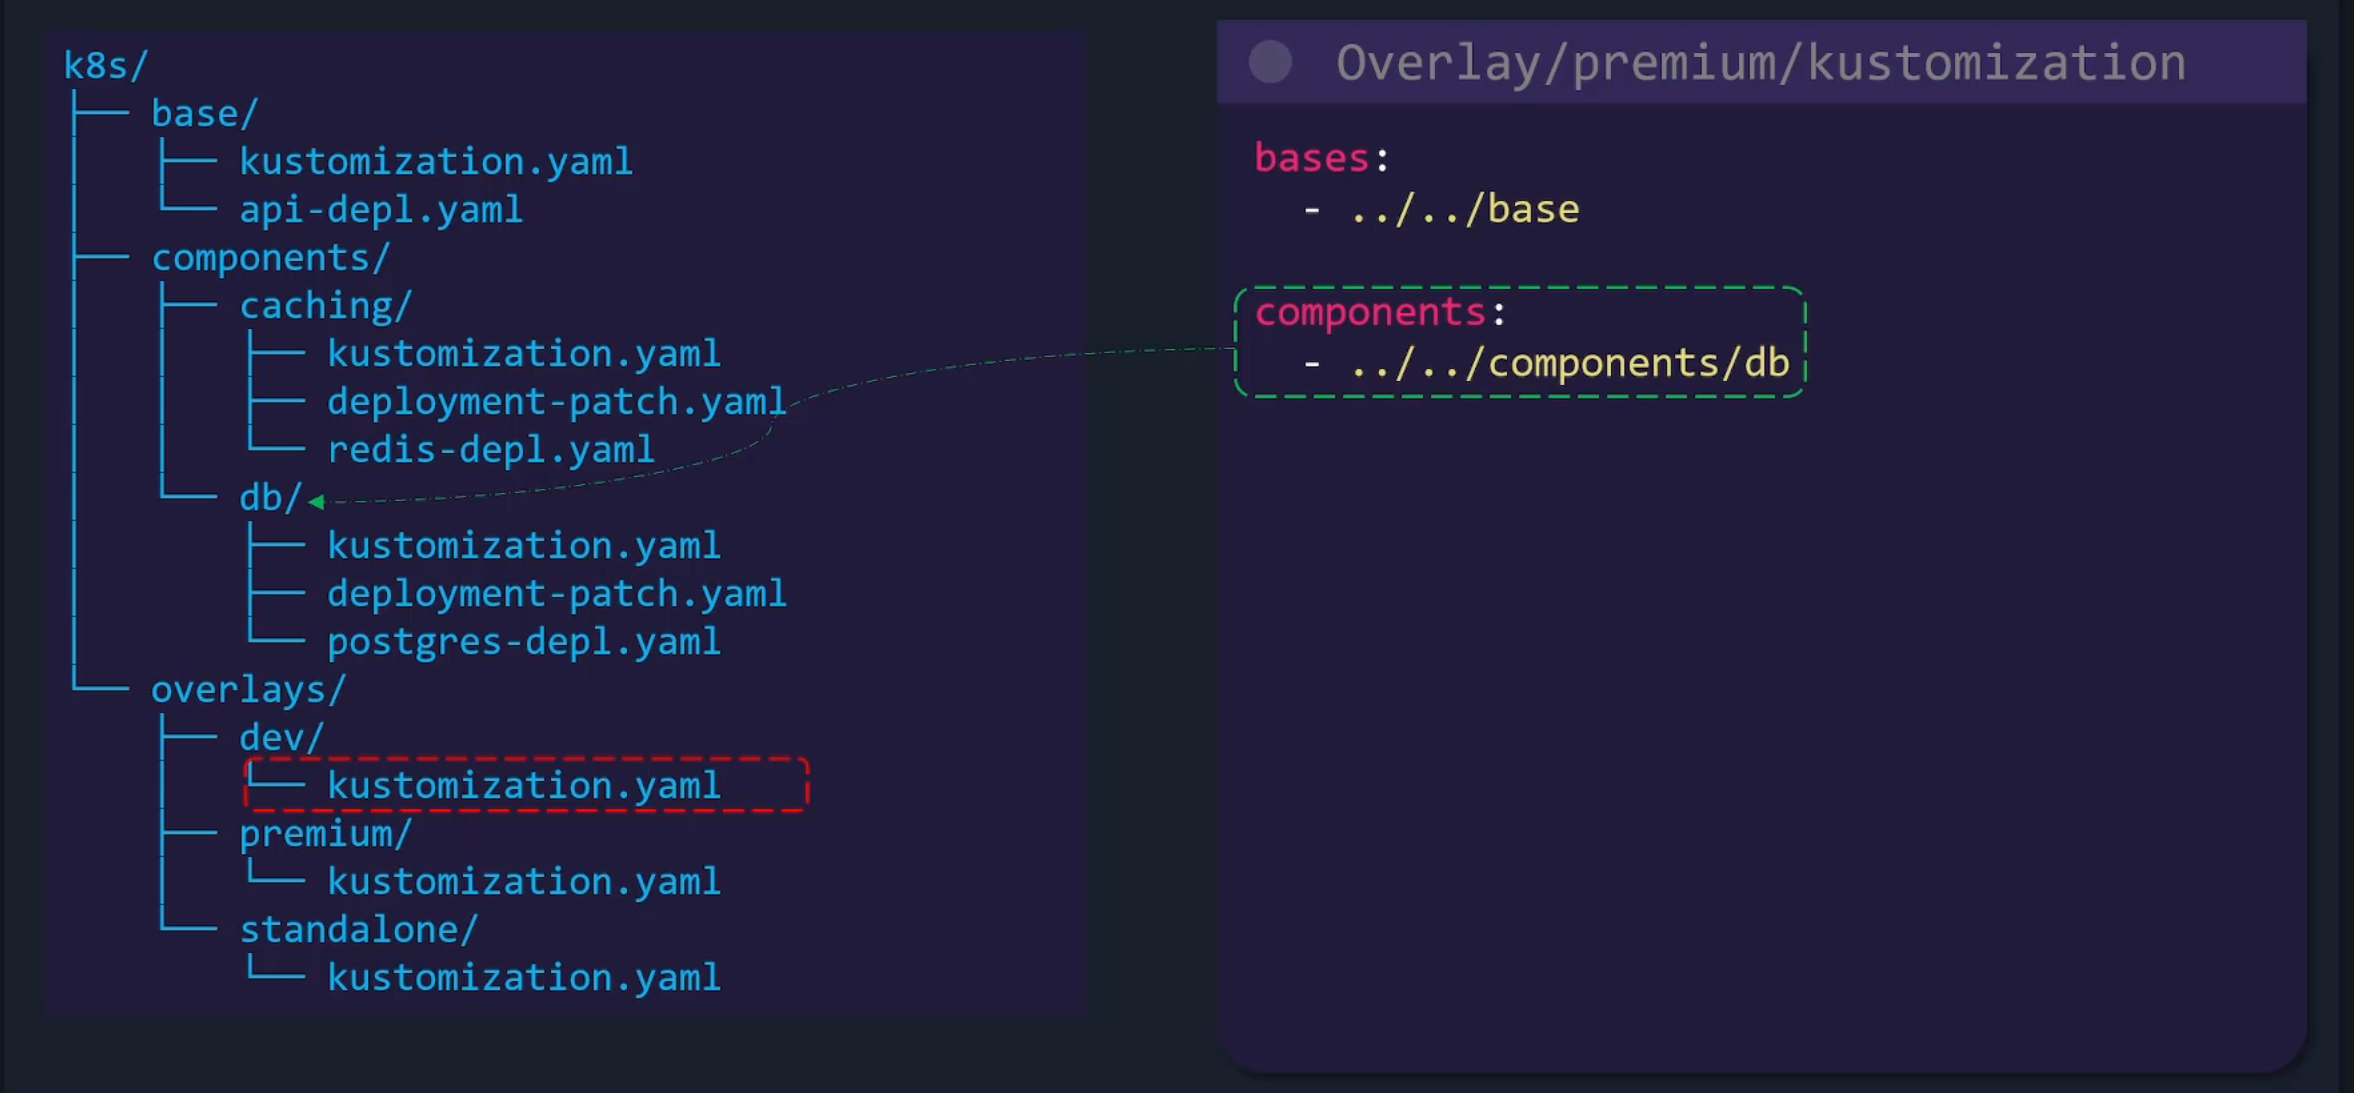 k8s/
├── base/
│   ├── kustomization.yaml
│   └── api-depl.yaml
├── components/
│   ├── caching/
│   │   ├── kustomization.yaml
│   │   ├── deployment-patch.yaml
│   │   └── redis-depl.yaml
│   └── db/
│       ├── kustomization.yaml
│       ├── deployment-patch.yaml
│       └── postgres-depl.yaml
└── overlays/
    ├── dev/
    │   └── kustomization.yaml
    ├── premium/
    │   └── kustomization.yaml
    └── standalone/
        └── kustomization.yaml
Overlay/premium/kustomization
bases:
  - ../../base
components:
  - ../../components/db